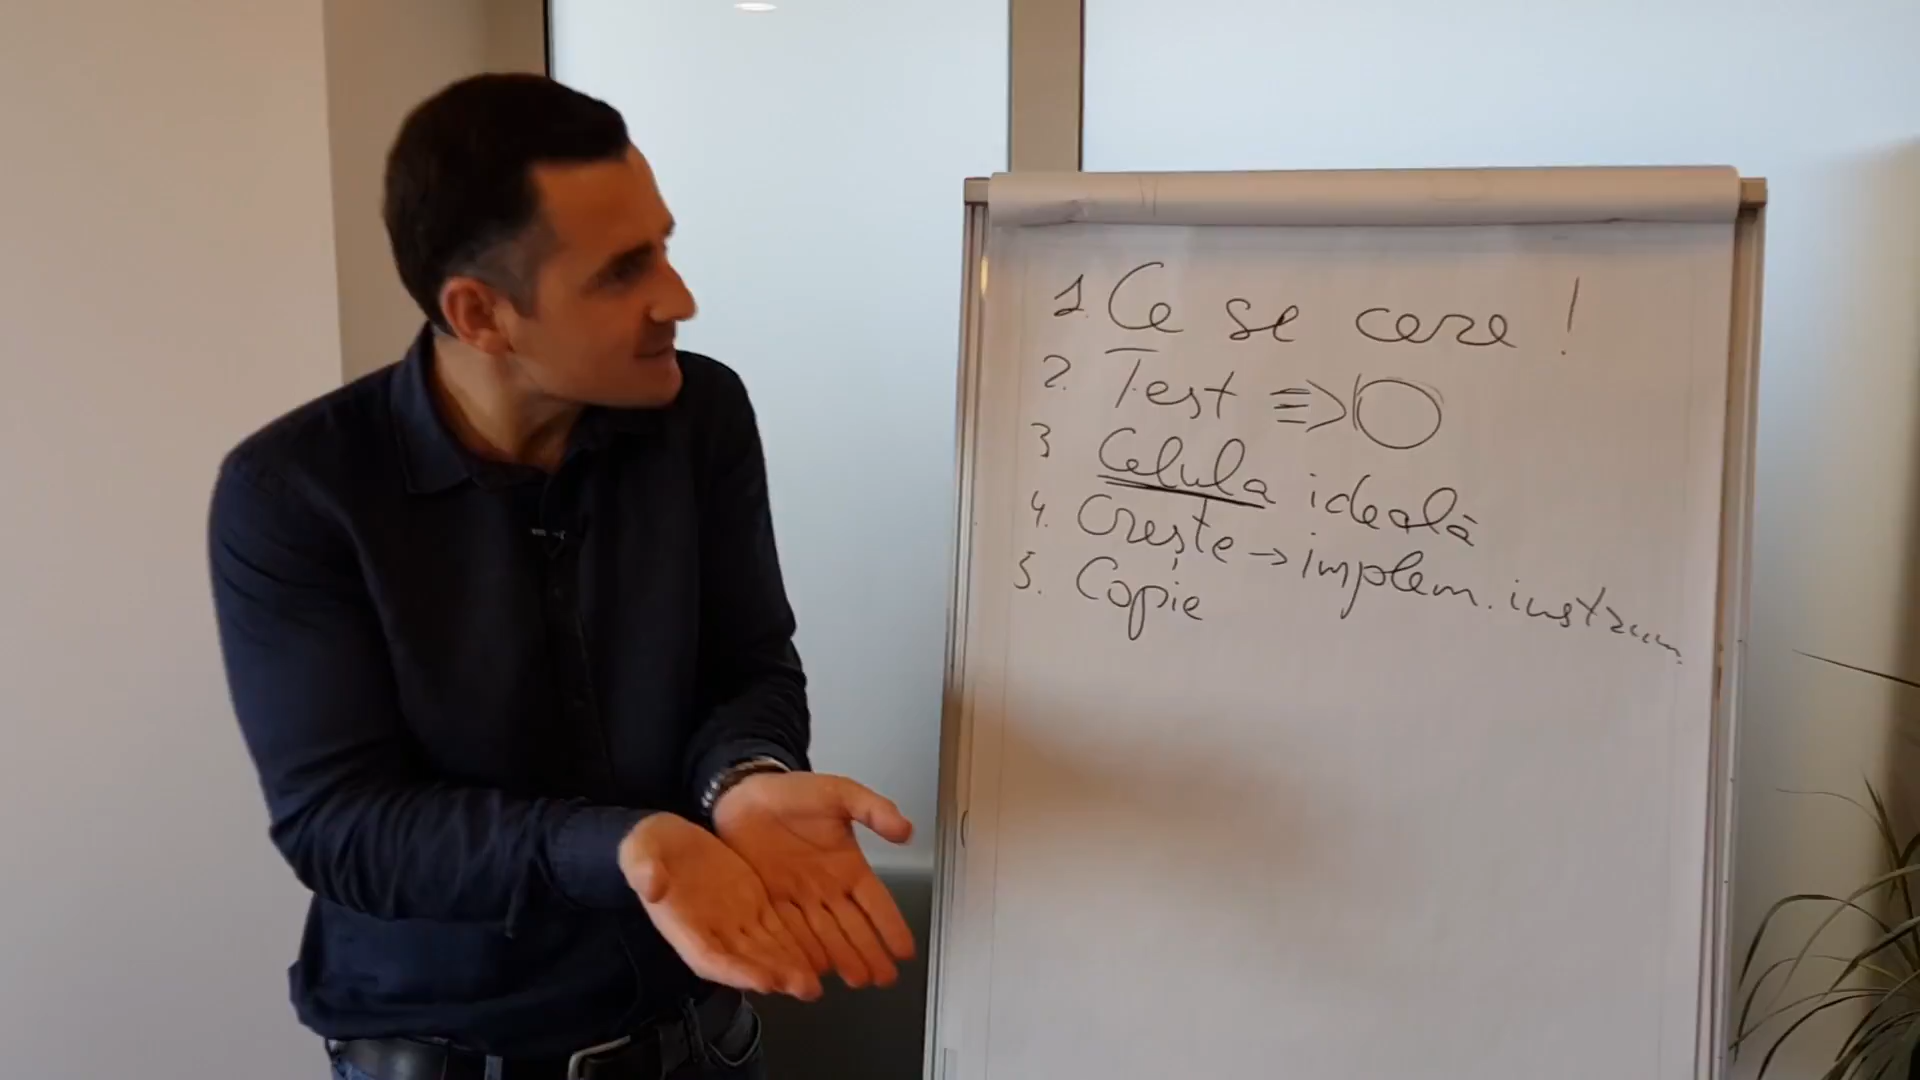 1. Ce se cere !
2. Test
3 Celula ideală
4. Crește → implem. instrum.
5. Copie